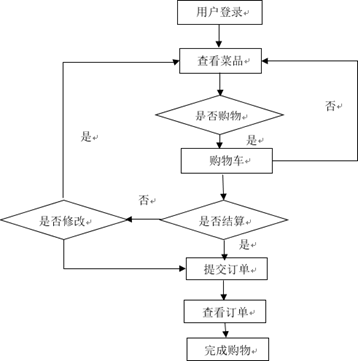 用户登录
查看菜品
否
是否购物
是
是
购物车
否
是否修改
是否结算
是
提交订单
查看订单
完成购物